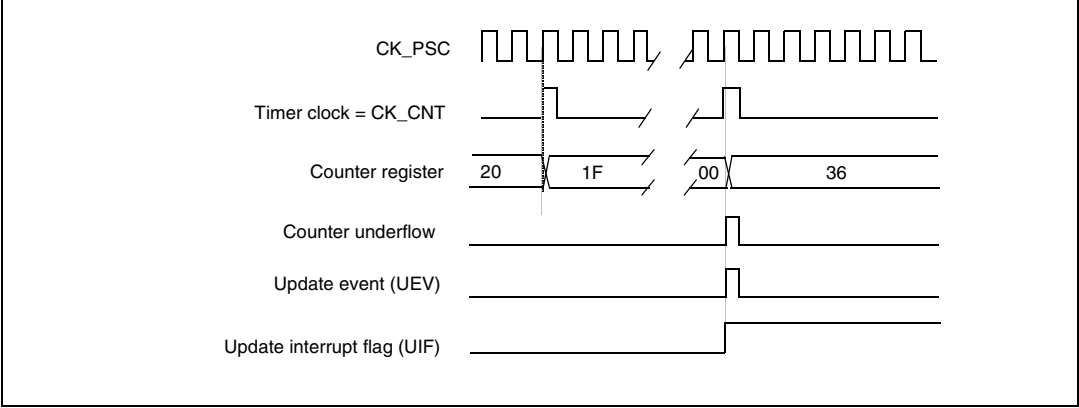 CK_PSC
Timer clock = CK_CNT
Counter register 20 1F 00 36
Counter underflow
Update event (UEV)
Update interrupt flag (UIF)